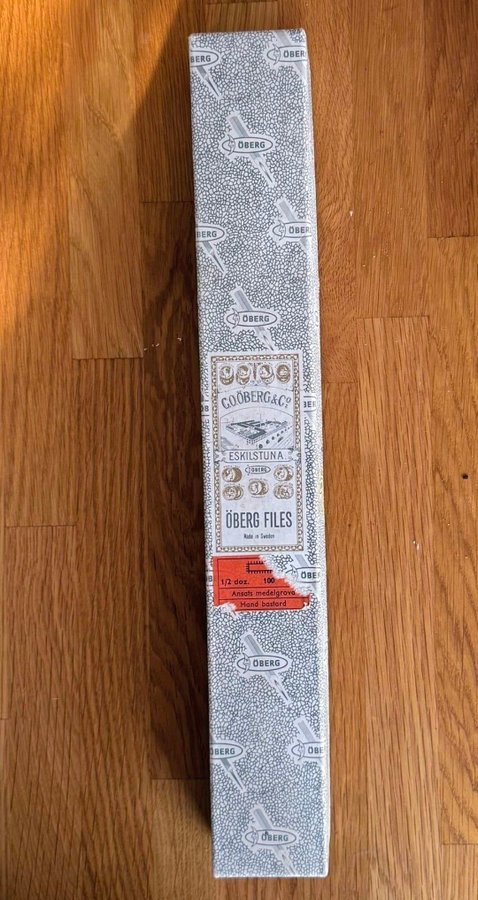 ÖBERG
ÖBERG
ÖBERG
ÖBERG
ÖBERG
ÖBERG
C.O.ÖBERG & Co.
ESKILSTUNA
ÖBERG
ÖBERG FILES
Made in Sweden
1/2 doz. 100
Ansats medelgrova
Hand bastard
ÖBERG
ÖBERG
ÖBERG